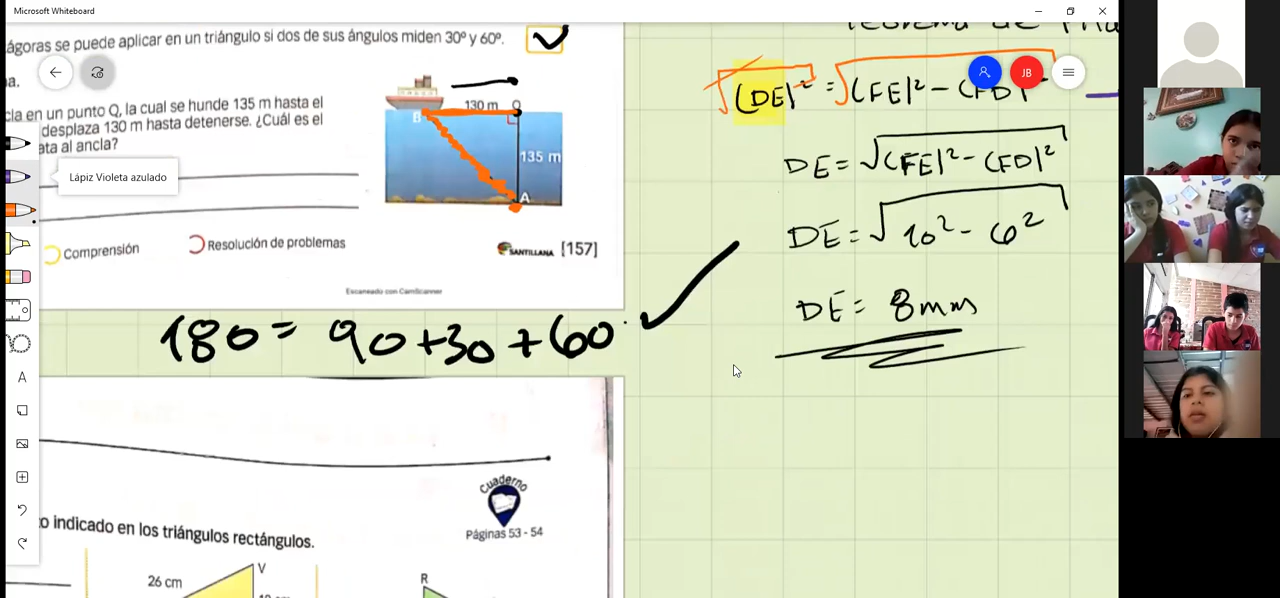 Microsoft Whiteboard
ágoras se puede aplicar en un triángulo si dos de sus ángulos miden 30° y 60°.
a.
cla en un punto Q, la cual se hunde 135 m hasta el
desplaza 130 m hasta detenerse. ¿Cuál es el
ata al ancla?
130 m Q
B
135 m
A
Lápiz Violeta azulado
Comprensión
Resolución de problemas
SANTILLANA [157]
Escaneado con CamScanner
180 = 90 + 30 + 60
Teorema de
√(DE)² = √(FE)² - (FD)²
DE = √(FE)² - (FD)²
DE = √10² - 6²
DE = 8mm
JB
A
Cuaderno
Páginas 53 - 54
o indicado en los triángulos rectángulos.
26 cm
V
R